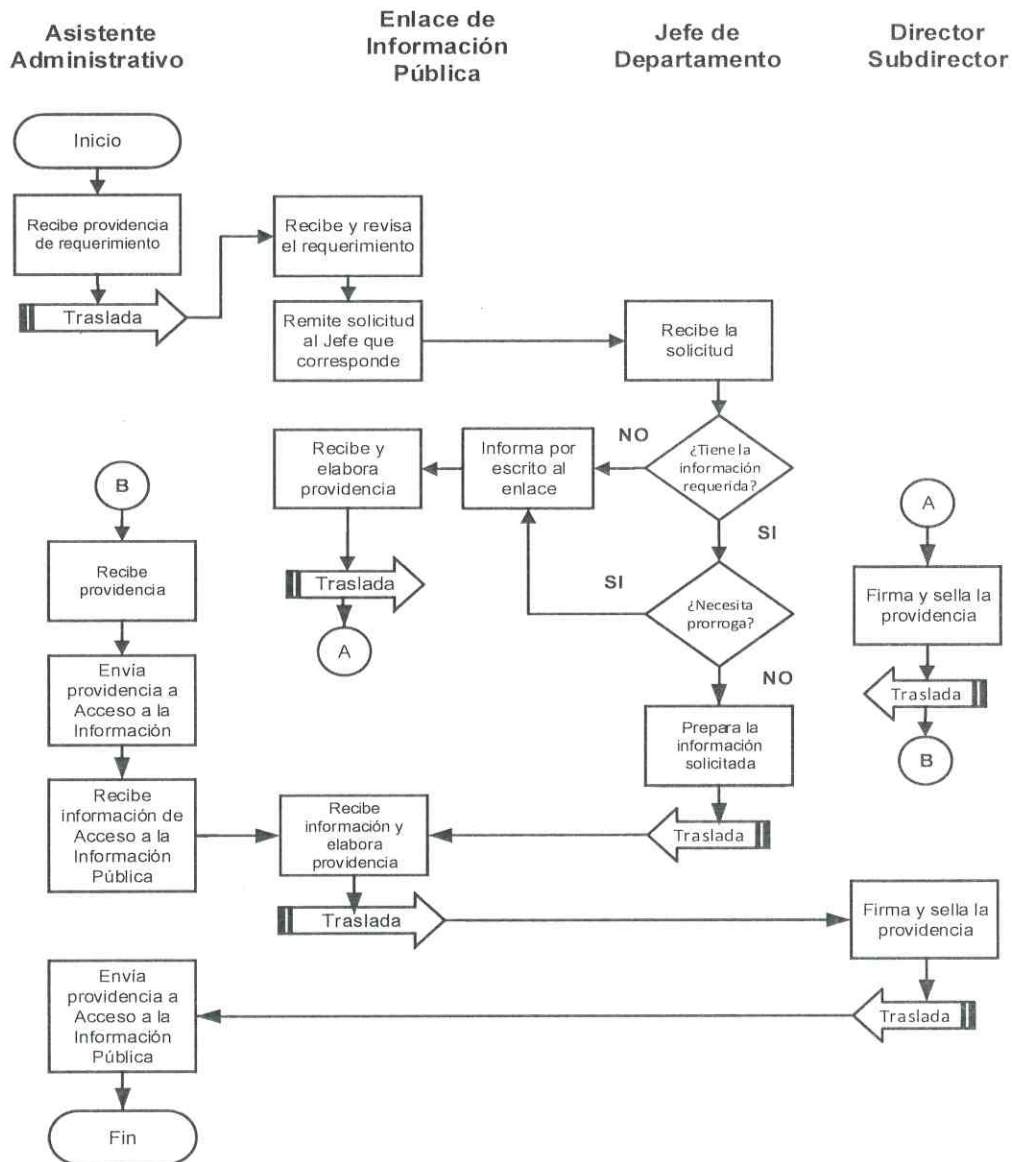 Asistente
Administrativo
Enlace de
Información
Pública
Jefe de
Departamento
Director
Subdirector
Inicio
Recibe providencia
de requerimiento
Traslada
Recibe y revisa
el requerimiento
Remite solicitud
al Jefe que
corresponde
Recibe la
solicitud
¿Tiene la
información
requerida?
NO
SI
Informa por
escrito al
enlace
Recibe y
elabora
providencia
Traslada
A
¿Necesita
prorroga?
SI
NO
Prepara la
información
solicitada
Traslada
A
Firma y sella la
providencia
Traslada
B
B
Recibe
providencia
Envía
providencia a
Acceso a la
Información
Recibe
información de
Acceso a la
Información
Pública
Recibe
información y
elabora
providencia
Traslada
Firma y sella la
providencia
Traslada
Envía
providencia a
Acceso a la
Información
Pública
Fin